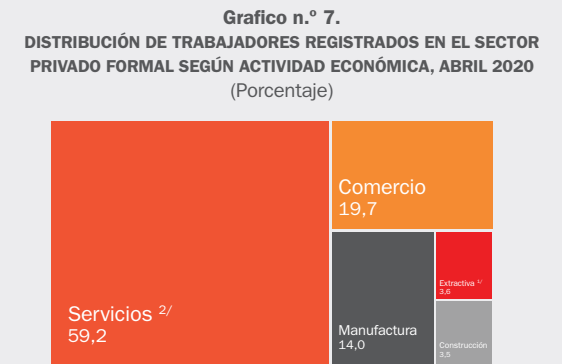 Grafico n.º 7.
DISTRIBUCIÓN DE TRABAJADORES REGISTRADOS EN EL SECTOR
PRIVADO FORMAL SEGÚN ACTIVIDAD ECONÓMICA, ABRIL 2020
(Porcentaje)
Comercio
19,7
Servicios 2/
59,2
Manufactura
14,0
Extractiva 1/
3,6
Construcción
3,5